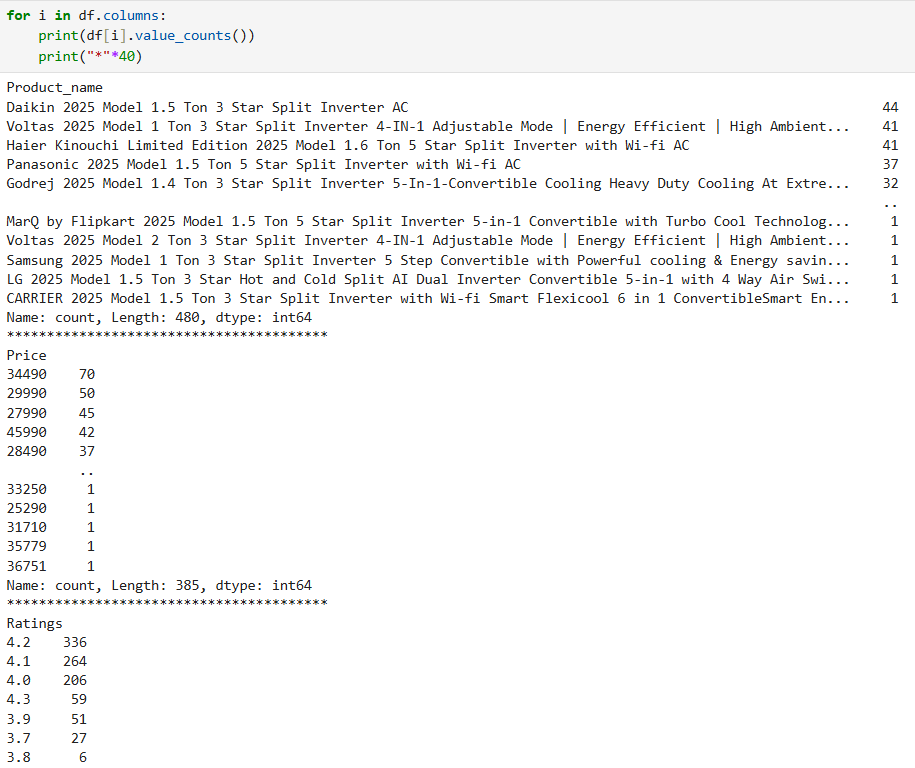 for i in df.columns:
    print(df[i].value_counts())
    print("*"*40)
Product_name
Daikin 2025 Model 1.5 Ton 3 Star Split Inverter AC 44
Voltas 2025 Model 1 Ton 3 Star Split Inverter 4-IN-1 Adjustable Mode | Energy Efficient | High Ambient... 41
Haier Kinouchi Limited Edition 2025 Model 1.6 Ton 5 Star Split Inverter with Wi-fi AC 41
Panasonic 2025 Model 1.5 Ton 5 Star Split Inverter with Wi-fi AC 37
Godrej 2025 Model 1.4 Ton 3 Star Split Inverter 5-In-1-Convertible Cooling Heavy Duty Cooling At Extre... 32
..
MarQ by Flipkart 2025 Model 1.5 Ton 5 Star Split Inverter 5-in-1 Convertible with Turbo Cool Technolog... 1
Voltas 2025 Model 2 Ton 3 Star Split Inverter 4-IN-1 Adjustable Mode | Energy Efficient | High Ambient... 1
Samsung 2025 Model 1 Ton 3 Star Split Inverter 5 Step Convertible with Powerful cooling & Energy savin... 1
LG 2025 Model 1.5 Ton 3 Star Hot and Cold Split AI Dual Inverter Convertible 5-in-1 with 4 Way Air Swi... 1
CARRIER 2025 Model 1.5 Ton 3 Star Split Inverter with Wi-fi Smart Flexicool 6 in 1 ConvertibleSmart En... 1
Name: count, Length: 480, dtype: int64
****************************************
Price
34490 70
29990 50
27990 45
45990 42
28490 37
..
33250 1
25290 1
31710 1
35779 1
36751 1
Name: count, Length: 385, dtype: int64
****************************************
Ratings
4.2 336
4.1 264
4.0 206
4.3 59
3.9 51
3.7 27
3.8 6